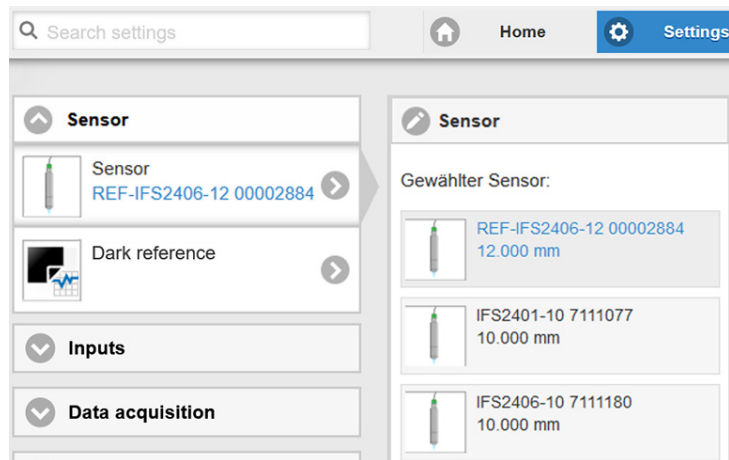 Search settings
Home
Settings
Sensor
Sensor
REF-IFS2406-12 00002884
Dark reference
Inputs
Data acquisition
Sensor
Gewählter Sensor:
REF-IFS2406-12 00002884
12.000 mm
IFS2401-10 7111077
10.000 mm
IFS2406-10 7111180
10.000 mm